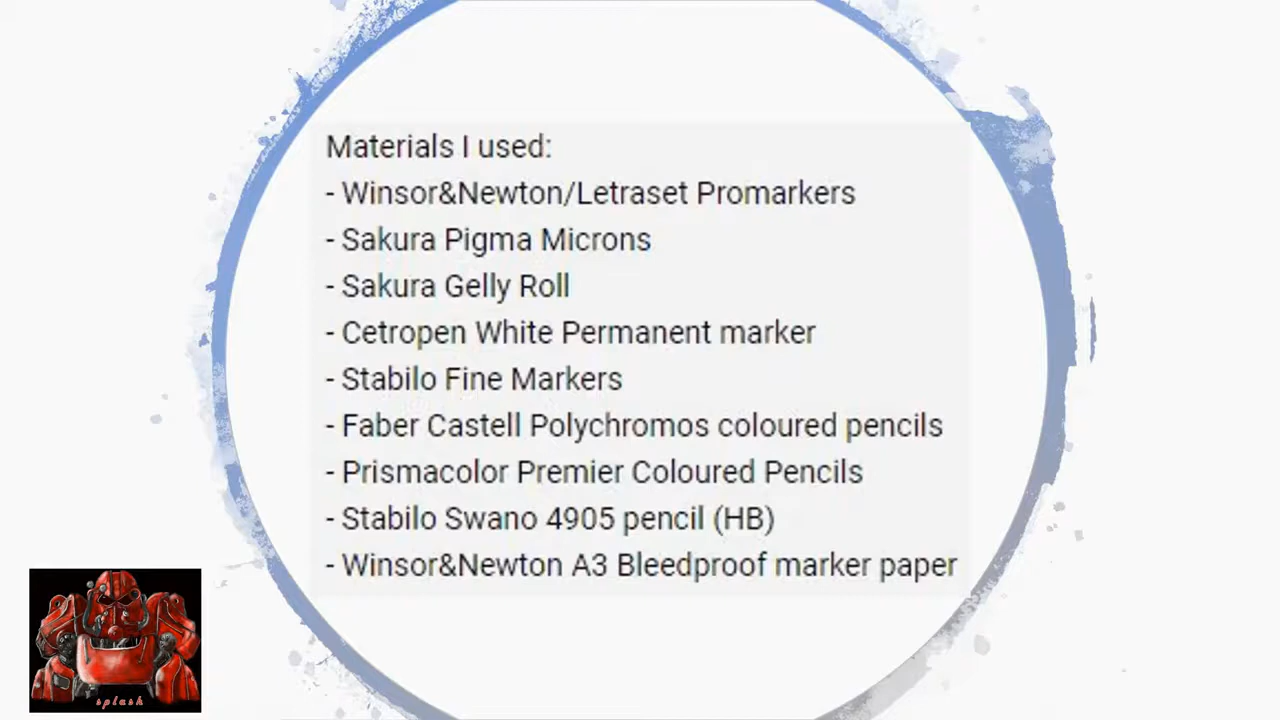 Materials I used:
- Winsor&Newton/Letraset Promarkers
- Sakura Pigma Microns
- Sakura Gelly Roll
- Cetropen White Permanent marker
- Stabilo Fine Markers
- Faber Castell Polychromos coloured pencils
- Prismacolor Premier Coloured Pencils
- Stabilo Swano 4905 pencil (HB)
- Winsor&Newton A3 Bleedproof marker paper
splash